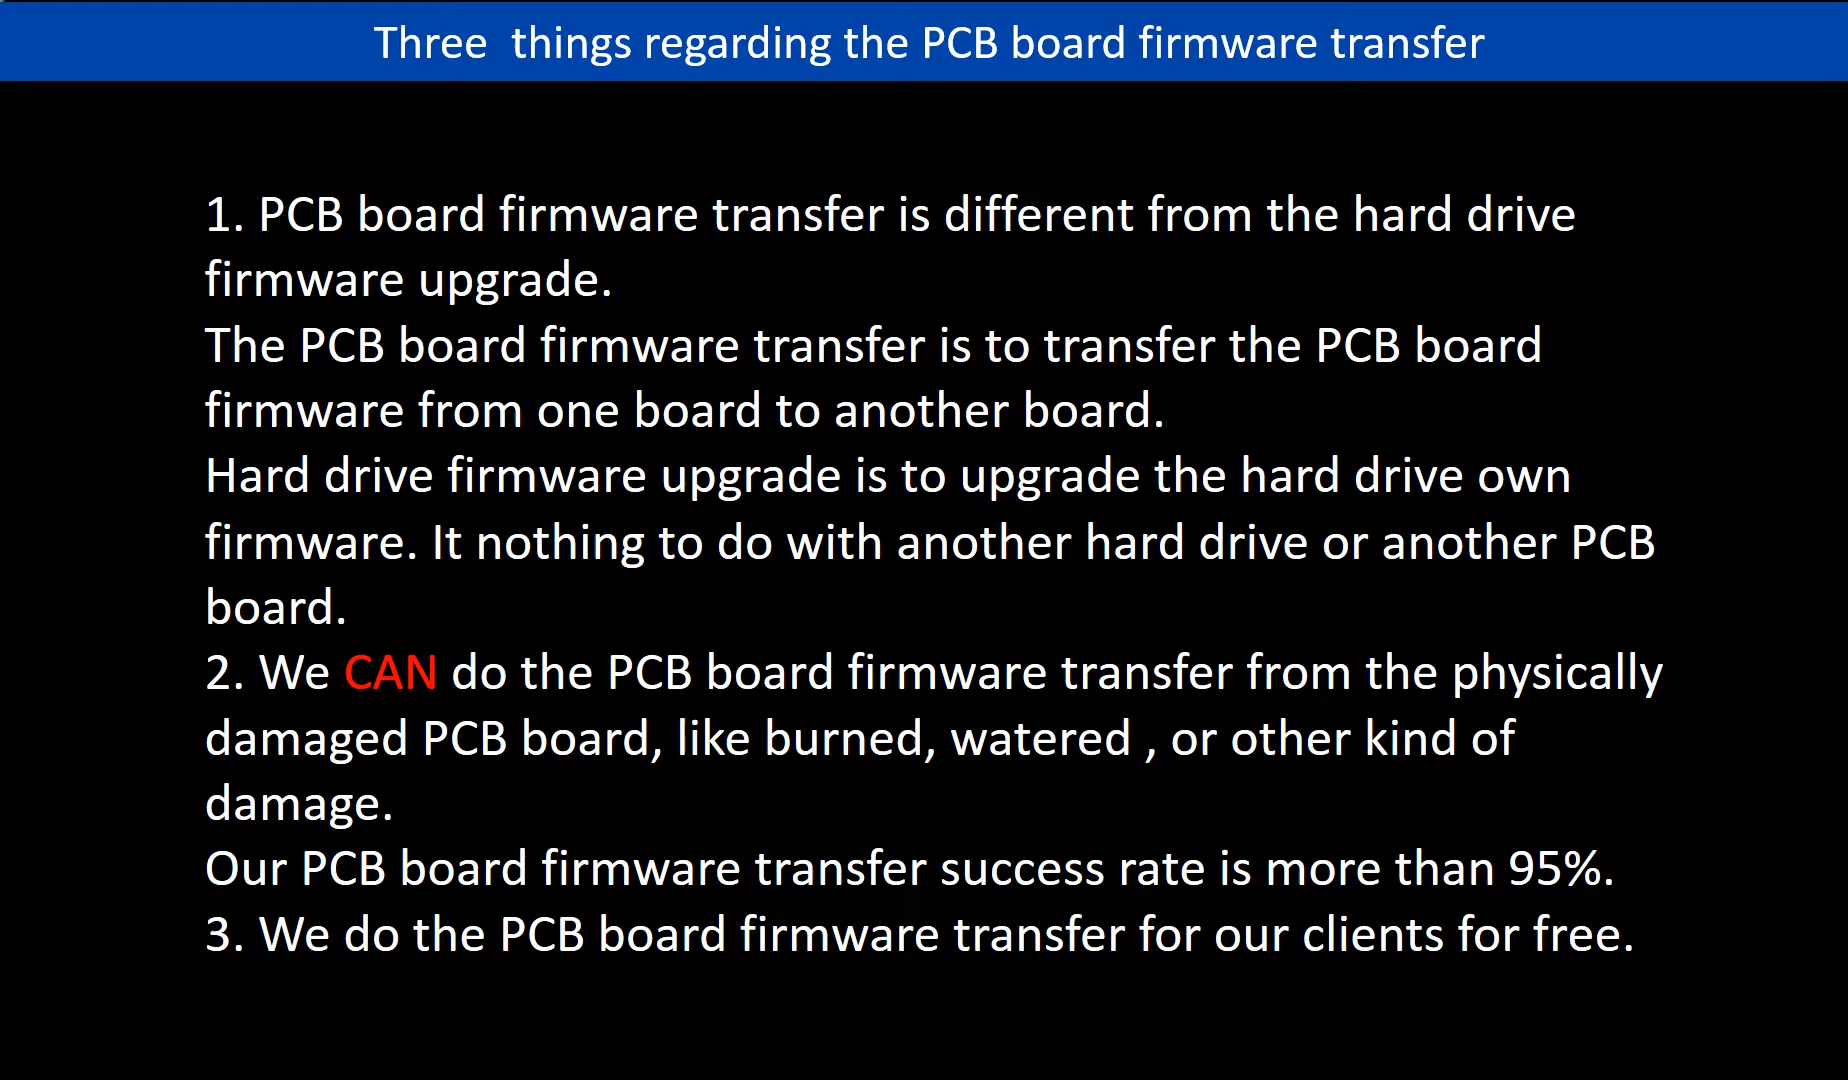 Three  things regarding the PCB board firmware transfer
1. PCB board firmware transfer is different from the hard drive
firmware upgrade.
The PCB board firmware transfer is to transfer the PCB board
firmware from one board to another board.
Hard drive firmware upgrade is to upgrade the hard drive own
firmware. It nothing to do with another hard drive or another PCB
board.
2. We CAN do the PCB board firmware transfer from the physically
damaged PCB board, like burned, watered , or other kind of
damage.
Our PCB board firmware transfer success rate is more than 95%.
3. We do the PCB board firmware transfer for our clients for free.